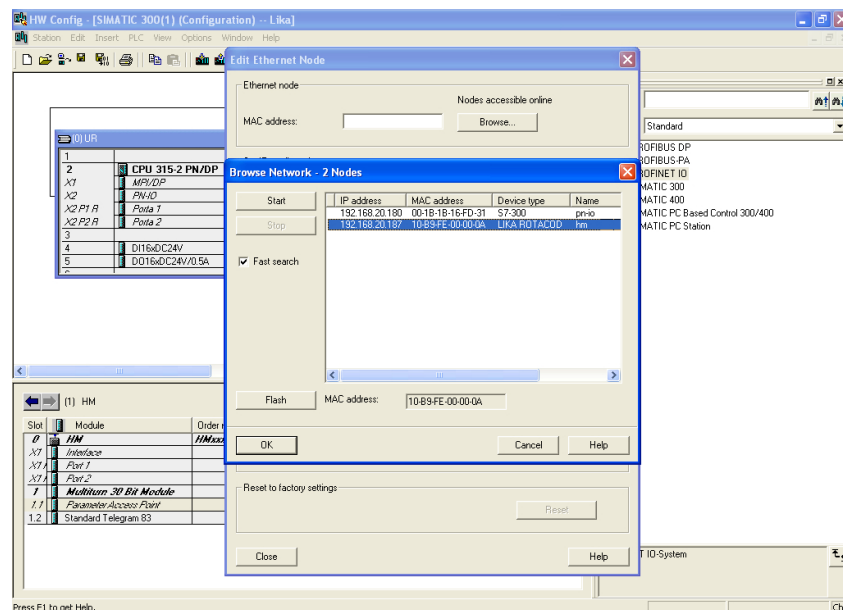 HW Config - [SIMATIC 300(1) (Configuration) -- Lika]
Station Edit Insert PLC View Options Window Help
Edit Ethernet Node
Ethernet node
Nodes accessible online
MAC address:
Browse...
Standard
(0) UR
1
2 CPU 315-2 PN/DP
X1 MPI/DP
X2 PN-IO
X2 P1 R Porta 1
X2 P2 R Porta 2
3
4 DI16xDC24V
5 DO16xDC24V/0.5A
ROFIBUS DP
ROFIBUS-PA
ROFINET IO
MATIC 300
MATIC 400
MATIC PC Based Control 300/400
MATIC PC Station
Browse Network - 2 Nodes
Start
Stop
Fast search
IP address MAC address Device type Name
192.168.20.180 00-1B-1B-16-FD-31 S7-300 pn-io
192.168.20.187 10-B9-FE-00-00-0A LIKA ROTACOD hm
Flash MAC address: 10-B9-FE-00-00-0A
OK Cancel Help
(1) HM
Slot Module Order
0 HM HMxxx
X1 Interface
X1 Port 1
X1 Port 2
1 Multiturn 30 Bit Module
1.1 Parameter Access Point
1.2 Standard Telegram 83
Reset to factory settings
Reset
Close Help
T IO-System
Press F1 to get Help.
Ch